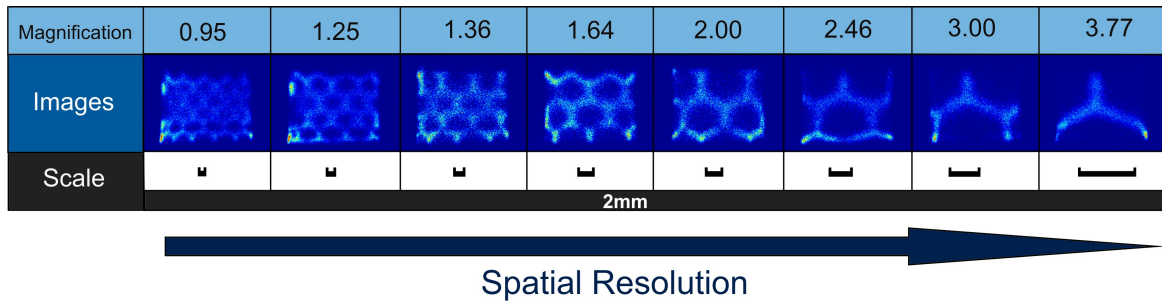 Magnification 0.95 1.25 1.36 1.64 2.00 2.46 3.00 3.77
Images
Scale
2mm
Spatial Resolution